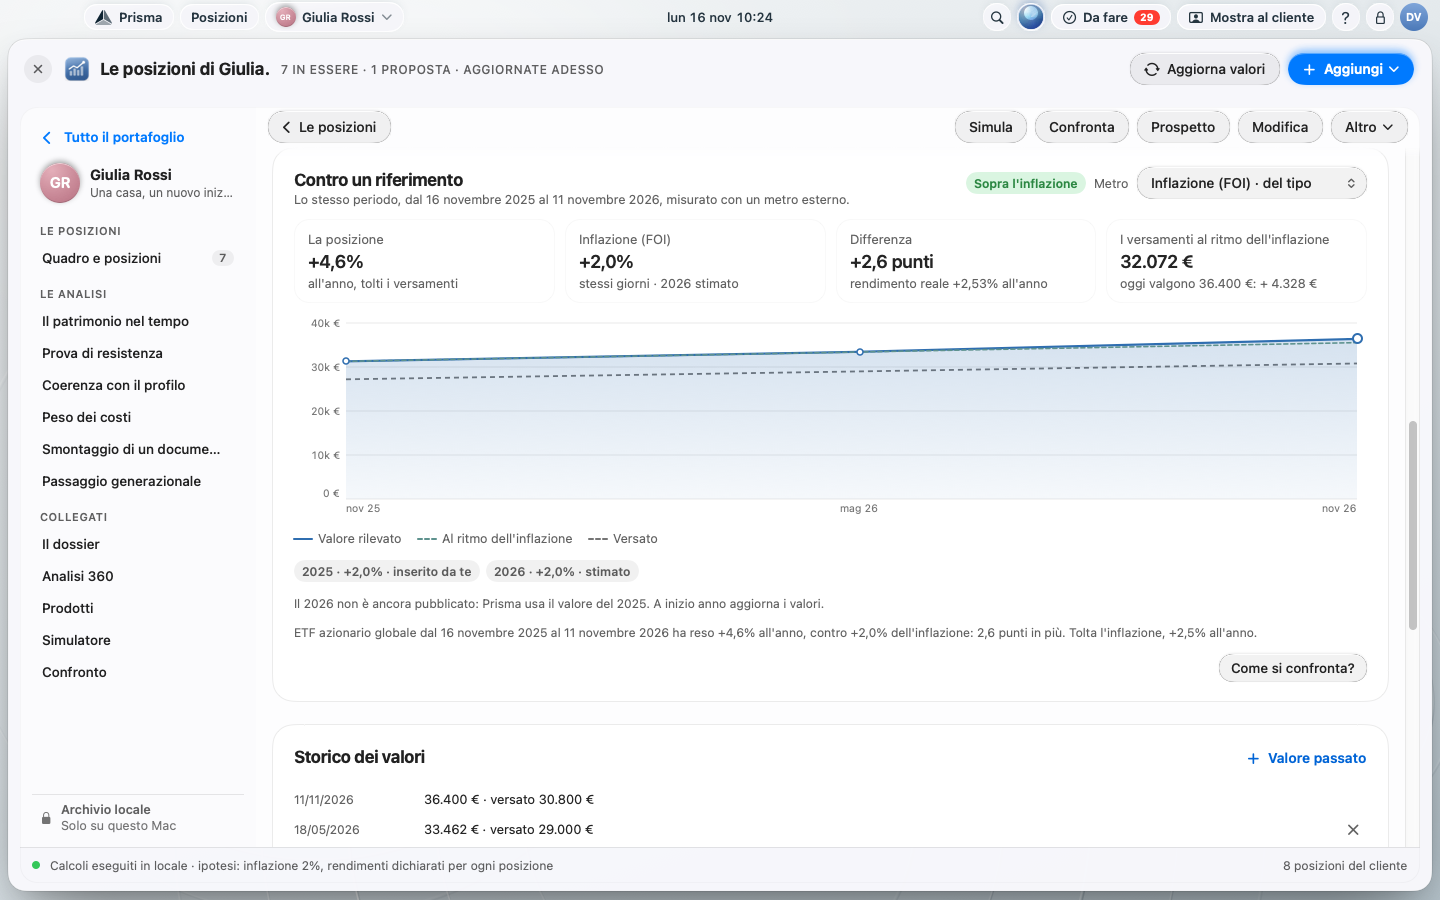 Prisma
Posizioni
GR Giulia Rossi
lun 16 nov 10:24
Da fare 29
Mostra al cliente
?
DV
Le posizioni di Giulia. 7 IN ESSERE · 1 PROPOSTA · AGGIORNATE ADESSO
Aggiorna valori
+ Aggiungi
Tutto il portafoglio
GR
Giulia Rossi
Una casa, un nuovo iniz...
LE POSIZIONI
Quadro e posizioni 7
LE ANALISI
Il patrimonio nel tempo
Prova di resistenza
Coerenza con il profilo
Peso dei costi
Smontaggio di un docume...
Passaggio generazionale
COLLEGATI
Il dossier
Analisi 360
Prodotti
Simulatore
Confronto
Archivio locale
Solo su questo Mac
Le posizioni
Simula
Confronta
Prospetto
Modifica
Altro
Contro un riferimento
Lo stesso periodo, dal 16 novembre 2025 al 11 novembre 2026, misurato con un metro esterno.
Sopra l'inflazione
Metro
Inflazione (FOI) · del tipo
La posizione
+4,6%
all'anno, tolti i versamenti
Inflazione (FOI)
+2,0%
stessi giorni · 2026 stimato
Differenza
+2,6 punti
rendimento reale +2,53% all'anno
I versamenti al ritmo dell'inflazione
32.072 €
oggi valgono 36.400 €: + 4.328 €
40k €
30k €
20k €
10k €
0 €
nov 25
mag 26
nov 26
Valore rilevato
Al ritmo dell'inflazione
Versato
2025 · +2,0% · inserito da te
2026 · +2,0% · stimato
Il 2026 non è ancora pubblicato: Prisma usa il valore del 2025. A inizio anno aggiorna i valori.
ETF azionario globale dal 16 novembre 2025 al 11 novembre 2026 ha reso +4,6% all'anno, contro +2,0% dell'inflazione: 2,6 punti in più. Tolta l'inflazione, +2,5% all'anno.
Come si confronta?
Storico dei valori
+ Valore passato
11/11/2026 36.400 € · versato 30.800 €
18/05/2026 33.462 € · versato 29.000 €
Calcoli eseguiti in locale · ipotesi: inflazione 2%, rendimenti dichiarati per ogni posizione
8 posizioni del cliente